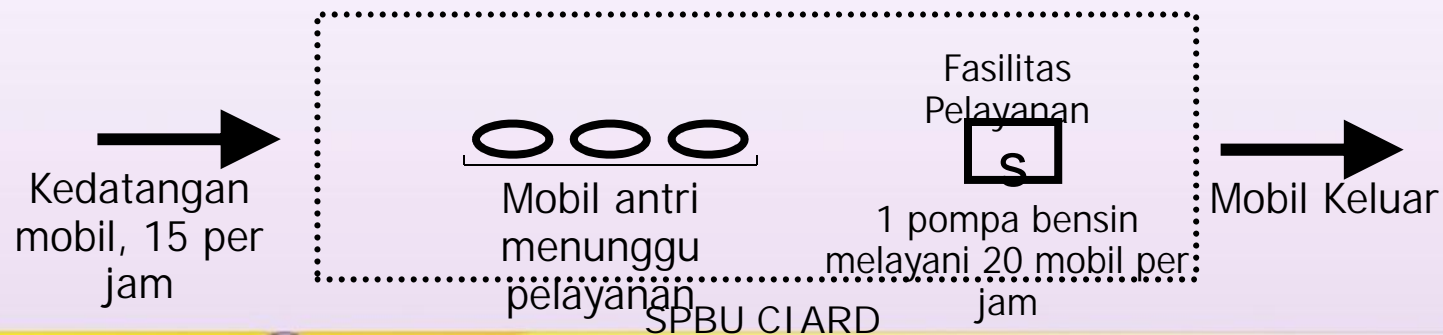 Kedatangan
mobil, 15 per
jam
Mobil antri
menunggu
pelayanan
Fasilitas
Pelayanan
S
1 pompa bensin
melayani 20 mobil per
jam
Mobil Keluar
SPBU CIARD